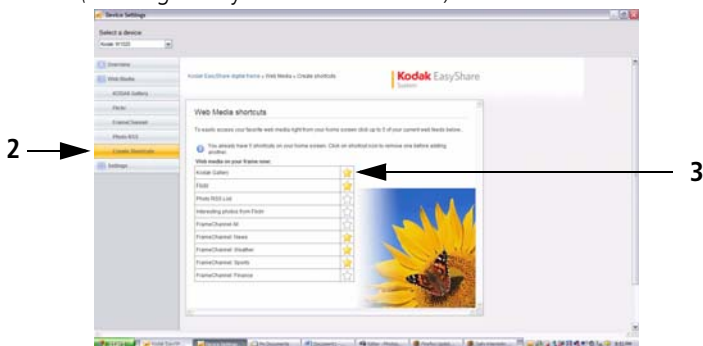 Device Settings
Select a device
Kodak W1020
Overview
Web Media
KODAK Gallery
Flickr
FrameChannel
Photo RSS
2
Create Shortcuts
Settings
Kodak EasyShare digital frame » Web Media » Create shortcuts
Kodak EasyShare
System
Web Media shortcuts
To easily access your favorite web media right from your home screen click up to 5 of your current web feeds below.
You already have 5 shortcuts on your home screen. Click on shortcut icon to remove one before adding
another.
Web media on your frame now:
Kodak Gallery
3
Flickr
Photo RSS List
Interesting photos from Flickr
FrameChannel All
FrameChannel: News
FrameChannel: Weather
FrameChannel: Sports
FrameChannel: Finance